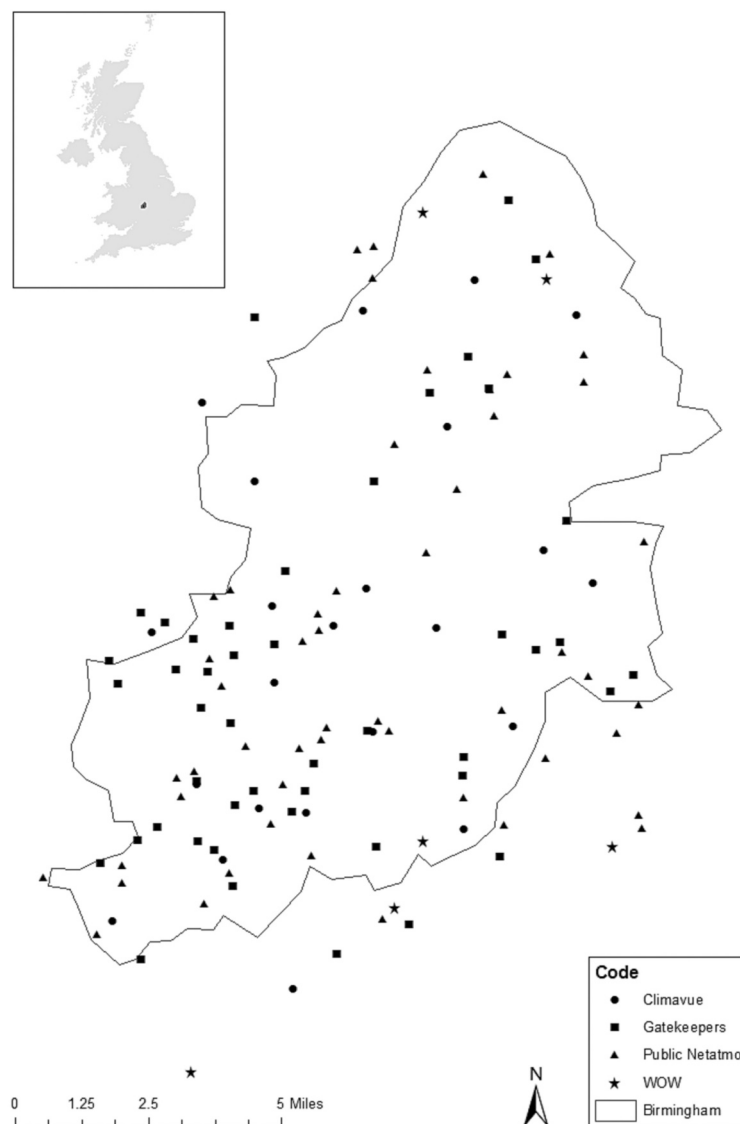 Code
Climavue
Gatekeepers
Public Netatmo
WOW
Birmingham
N
0 1.25 2.5 5 Miles